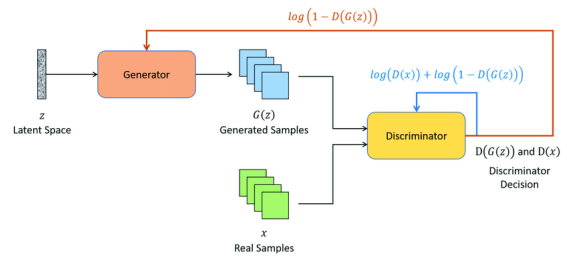 log(1 − D(G(z)))
Generator
z
Latent Space
G(z)
Generated Samples
log(D(x)) + log(1 − D(G(z)))
Discriminator
D(G(z)) and D(x)
Discriminator
Decision
x
Real Samples